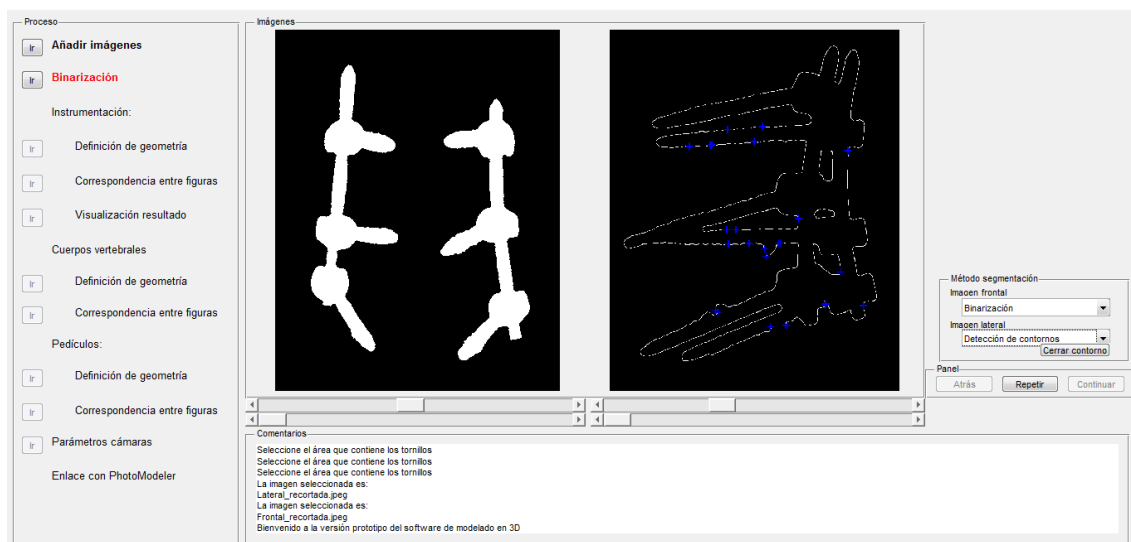 Proceso
Ir Añadir imágenes
Ir Binarización
Instrumentación:
Ir Definición de geometría
Ir Correspondencia entre figuras
Ir Visualización resultado
Cuerpos vertebrales
Ir Definición de geometría
Ir Correspondencia entre figuras
Pedículos:
Ir Definición de geometría
Ir Correspondencia entre figuras
Ir Parámetros cámaras
Enlace con PhotoModeler
Imágenes
Método segmentación
Imagen frontal
Binarización
Imagen lateral
Detección de contornos
Cerrar contorno
Panel
Atrás Repetir Continuar
Comentarios
Seleccione el área que contiene los tornillos
Seleccione el área que contiene los tornillos
Seleccione el área que contiene los tornillos
La imagen seleccionada es:
Lateral_recortada.jpeg
La imagen seleccionada es:
Frontal_recortada.jpeg
Bienvenido a la versión prototipo del software de modelado en 3D